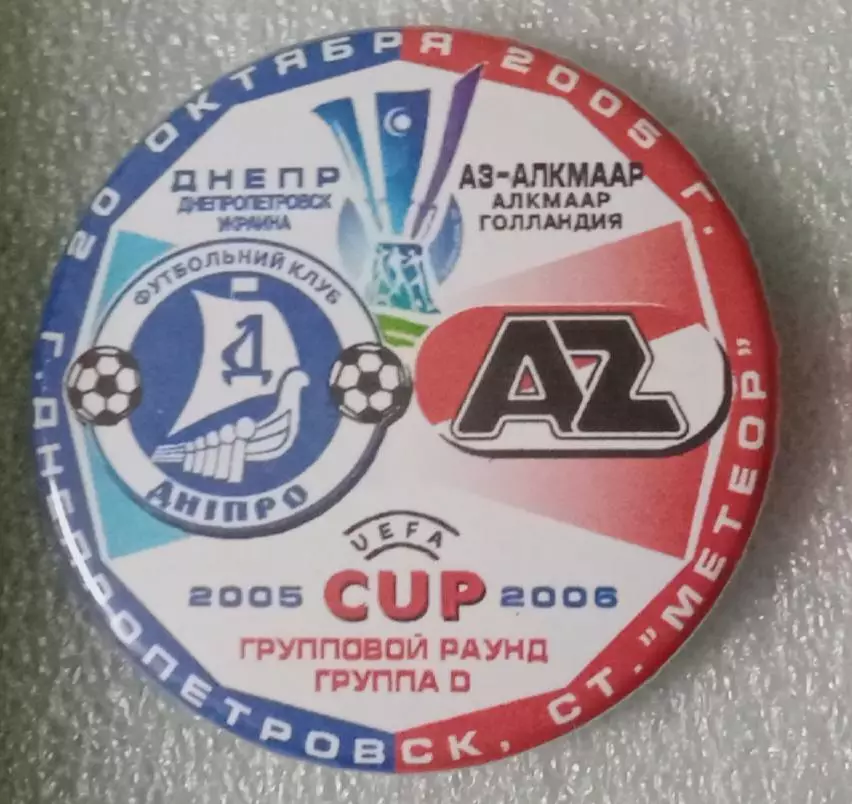 20 ОКТЯБРЯ 2005 Г.
ДНЕПР
ДНЕПРОПЕТРОВСК
УКРАИНА
АЗ-АЛКМААР
АЛКМААР
ГОЛЛАНДИЯ
ФУТБОЛЬНИЙ КЛУБ
Д
ДНІПРО
AZ
UEFA
2005 CUP 2006
ГРУППОВОЙ РАУНД
ГРУППА D
Г.ДНЕПРОПЕТРОВСК, СТ."МЕТЕОР"